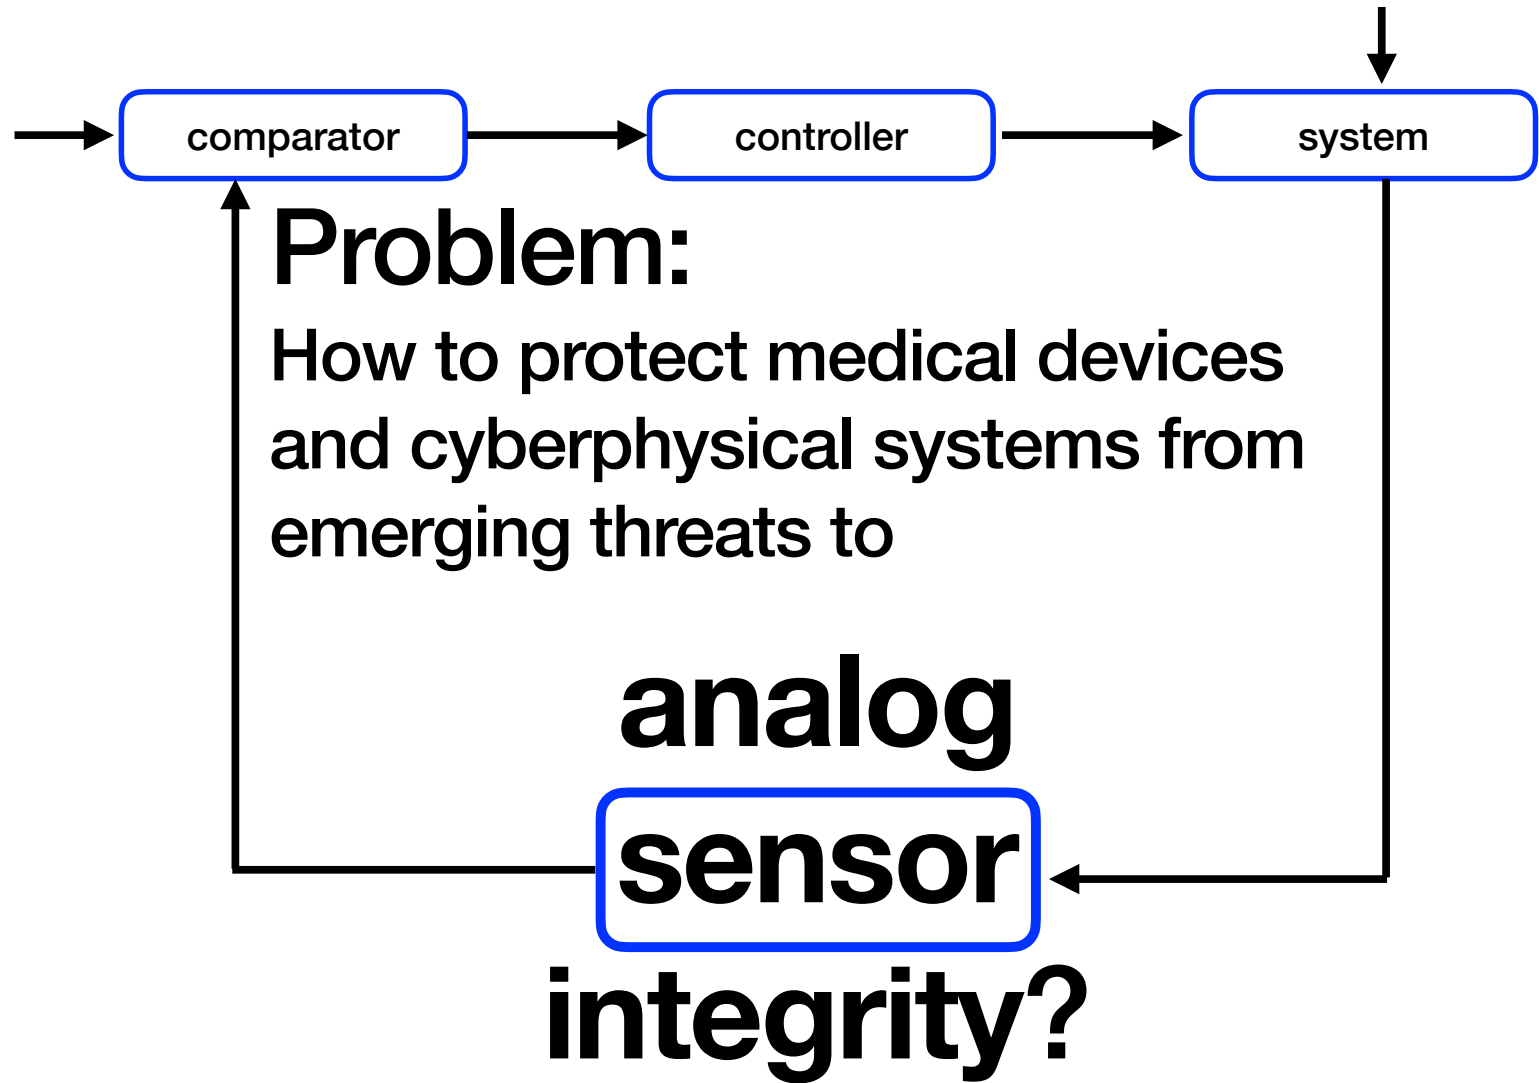 comparator
controller
system
Problem:
How to protect medical devices
and cyberphysical systems from
emerging threats to
analog
sensor
integrity?